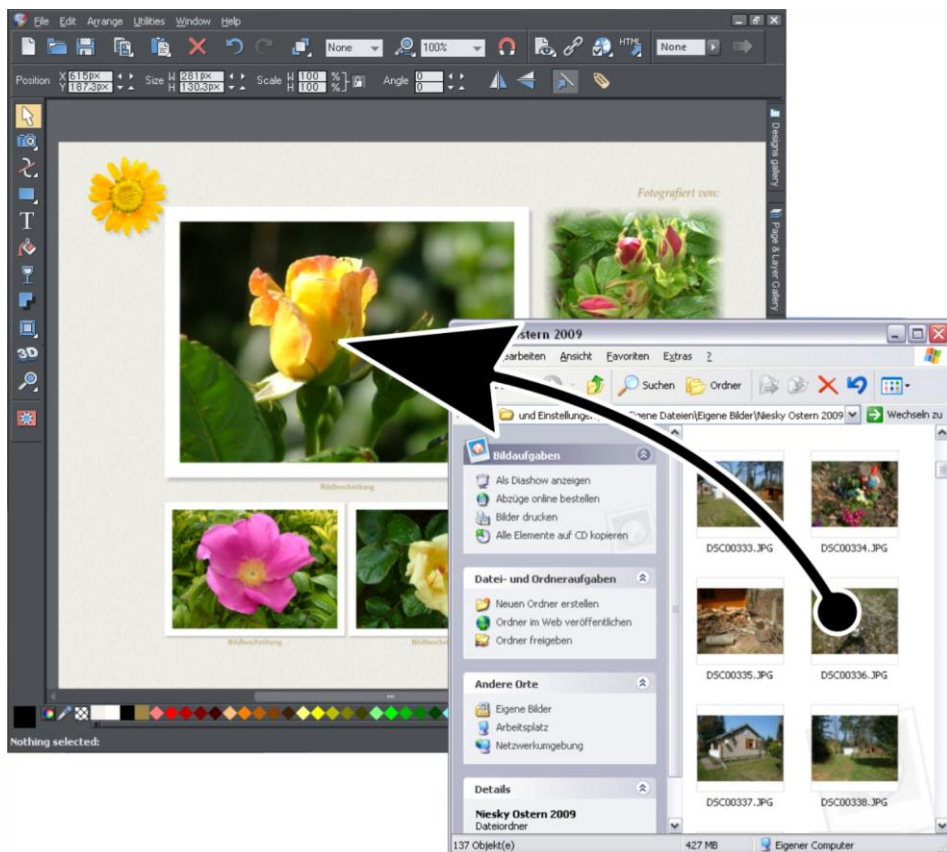 File Edit Arrange Utilities Window Help
None 100% HTML None
Position X 615px Size W 281px Scale W 100 % Angle 0
Y 187.3px H 130.3px H 100 % 0
Designs gallery
Page & Layer Gallery
T
3D
Fotografiert von:
Bildbeschriftung
Bildbeschriftung
Nothing selected:
stern 2009
earbeiten Ansicht Favoriten Extras ?
Suchen Ordner
und Einstellungen
Eigene Dateien\Eigene Bilder\Niesky Ostern 2009 Wechseln zu
Bildaufgaben
Als Diashow anzeigen
Abzüge online bestellen
Bilder drucken
Alle Elemente auf CD kopieren
Datei- und Ordneraufgaben
Neuen Ordner erstellen
Ordner im Web veröffentlichen
Ordner freigeben
Andere Orte
Eigene Bilder
Arbeitsplatz
Netzwerkumgebung
Details
Niesky Ostern 2009
Dateiordner
DSC00333.JPG DSC00334.JPG
DSC00335.JPG DSC00336.JPG
DSC00337.JPG DSC00338.JPG
137 Objekt(e) 427 MB Eigener Computer